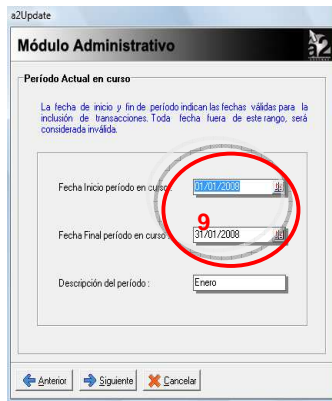 a2Update
Módulo Administrativo
a2
Período Actual en curso
La fecha de inicio y fin de período indican las fechas válidas para la
inclusión de transacciones. Toda fecha fuera de este rango, será
considerada inválida.
Fecha Inicio período en curso :
01/01/2008
9
Fecha Final período en curso :
31/01/2008
Descripción del período :
Enero
Anterior
Siguiente
Cancelar